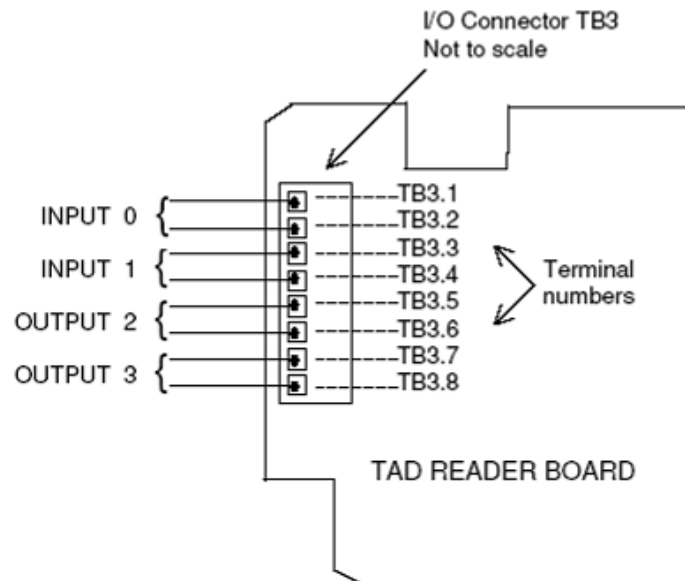 I/O Connector TB3
Not to scale
INPUT 0
INPUT 1
OUTPUT 2
OUTPUT 3
TB3.1
TB3.2
TB3.3
TB3.4
TB3.5
TB3.6
TB3.7
TB3.8
Terminal
numbers
TAD READER BOARD